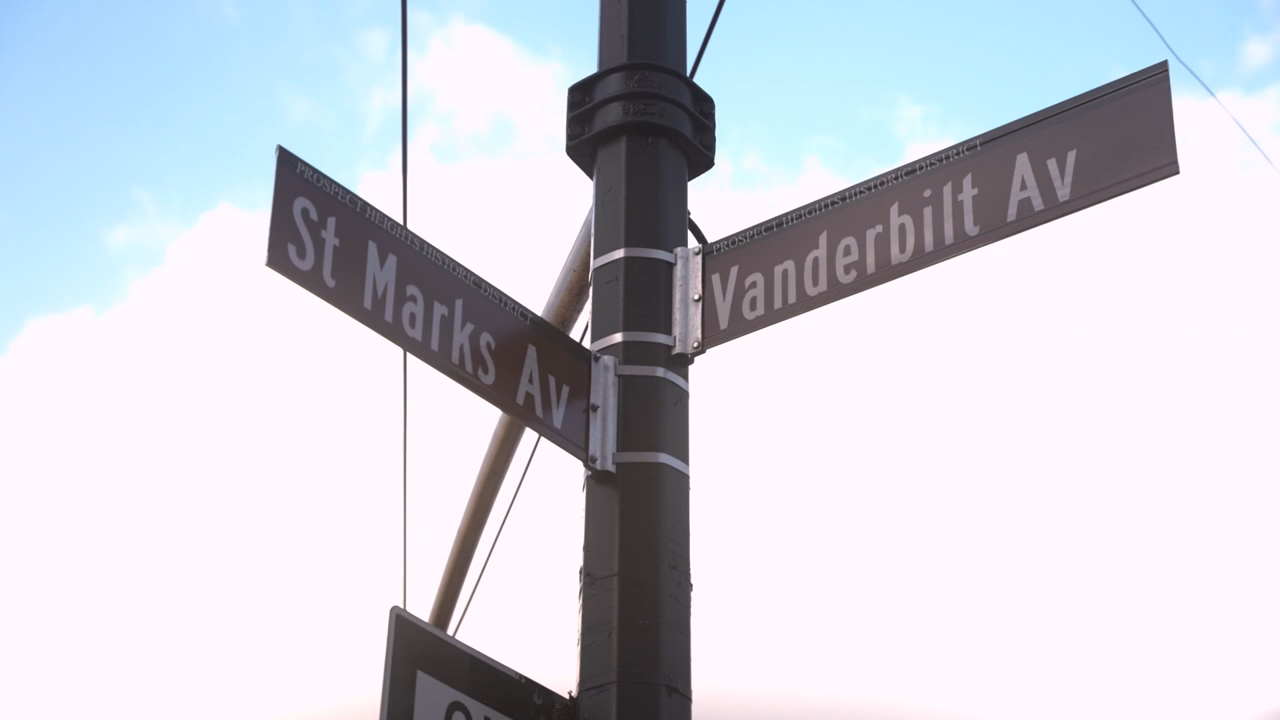 PROSPECT HEIGHTS HISTORIC DISTRICT
St Marks Av
PROSPECT HEIGHTS HISTORIC DISTRICT
Vanderbilt Av